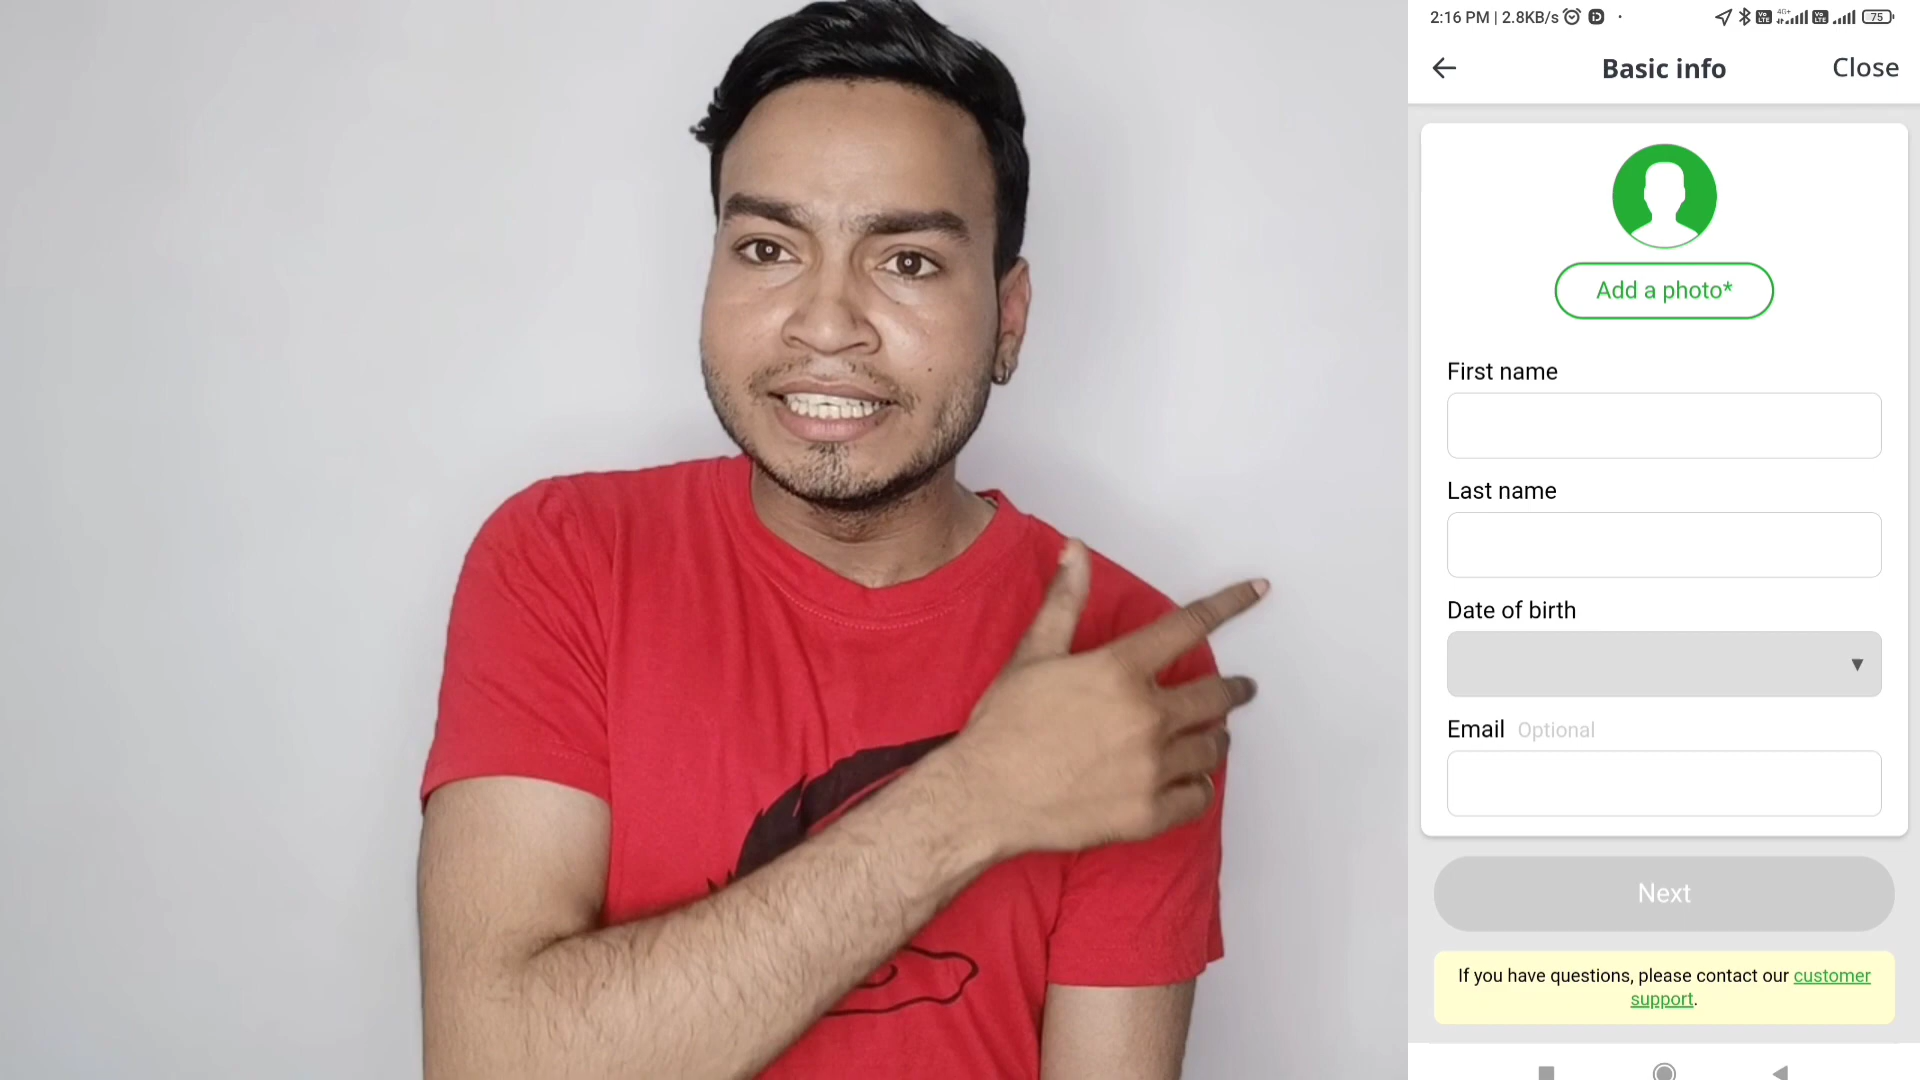 2:16 PM | 2.8KB/s
4G+
75
Basic info
Close
Add a photo*
First name
Last name
Date of birth
Email Optional
Next
If you have questions, please contact our customer
support.